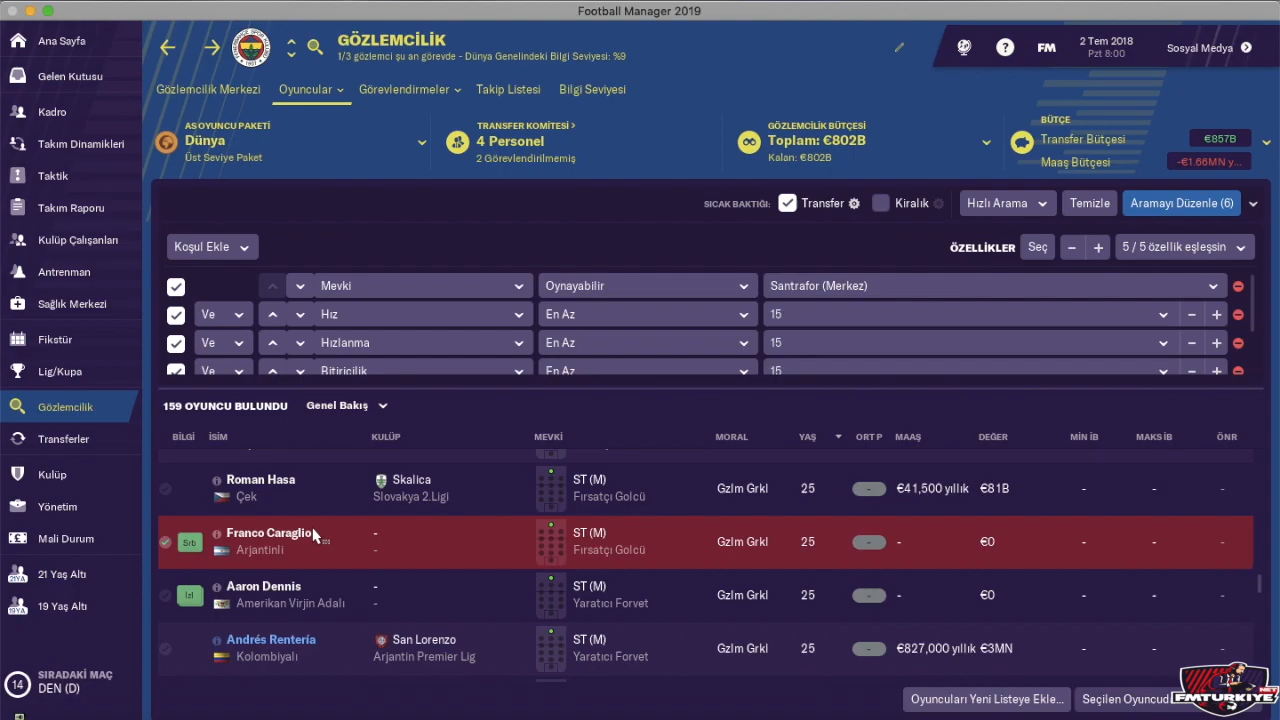 Football Manager 2019
Ana Sayfa
Gelen Kutusu
Kadro
Takım Dinamikleri
Taktik
Takım Raporu
Kulüp Çalışanları
Antrenman
Sağlık Merkezi
Fikstür
Lig/Kupa
Gözlemcilik
Transferler
Kulüp
Yönetim
Mali Durum
21YA
21 Yaş Altı
19YA
19 Yaş Altı
14
SIRADAKİ MAÇ
DEN (D)
GÖZLEMCİLİK
1/3 gözlemci şu an görevde - Dünya Genelindeki Bilgi Seviyesi: %9
FM
2 Tem 2018
Pzt 8:00
Sosyal Medya
Gözlemcilik Merkezi
Oyuncular
Görevlendirmeler
Takip Listesi
Bilgi Seviyesi
AS OYUNCU PAKETİ
Dünya
Üst Seviye Paket
TRANSFER KOMİTESİ >
4 Personel
2 Görevlendirilmemiş
GÖZLEMCİLİK BÜTÇESİ
Toplam: €802B
Kalan: €802B
BÜTÇE
Transfer Bütçesi €857B
Maaş Bütçesi -€1.66MN y...
SICAK BAKTIĞI: Transfer Kiralık Hızlı Arama Temizle Aramayı Düzenle (6)
Koşul Ekle ÖZELLİKLER Seç − + 5 / 5 özellik eşleşsin
Mevki Oynayabilir Santrafor (Merkez)
Ve Hız En Az 15 − +
Ve Hızlanma En Az 15 − +
Ve Bitiricilik En Az 15 − +
159 OYUNCU BULUNDU Genel Bakış
BİLGİ İSİM KULÜP MEVKİ MORAL YAŞ ORT P MAAŞ DEĞER MİN İB MAKS İB ÖNR
Roman Hasa Skalica ST (M)
Çek Slovakya 2.Ligi Fırsatçı Golcü
Gzlm Grkl 25 - €41,500 yıllık €81B - - -
Franco Caraglio - ST (M)
Srb Arjantinli - Fırsatçı Golcü
Gzlm Grkl 25 - - €0 - - -
Aaron Dennis - ST (M)
İzl Amerikan Virjin Adalı - Yaratıcı Forvet
Gzlm Grkl 25 - - €0 - - -
Andrés Rentería San Lorenzo ST (M)
Kolombiyalı Arjantin Premier Lig Yaratıcı Forvet
Gzlm Grkl 25 - €827,000 yıllık €3MN - - -
Oyuncuları Yeni Listeye Ekle...
Seçilen Oyuncud
FMTURKIYE.NET